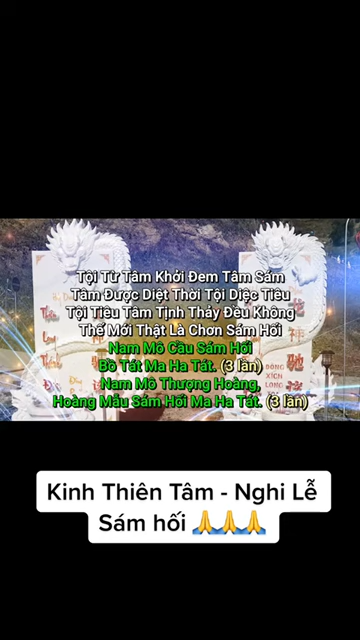 Tội Từ Tâm Khởi Đem Tâm Sám
Tâm Được Diệt Thời Tội Diệc Tiêu
Tội Tiêu Tâm Tịnh Thảy Đều Không
Thế Mới Thật Là Chơn Sám Hối
Nam Mô Cầu Sám Hối
Bồ Tát Ma Ha Tát. (3 lần)
Nam Mô Thượng Hoàng,
Hoàng Mẫu Sám Hối Ma Ha Tát. (3 lần)
ĐÔNG
XÍCH
LONG
Kinh Thiên Tâm - Nghi Lễ
Sám hối 🙏🙏🙏